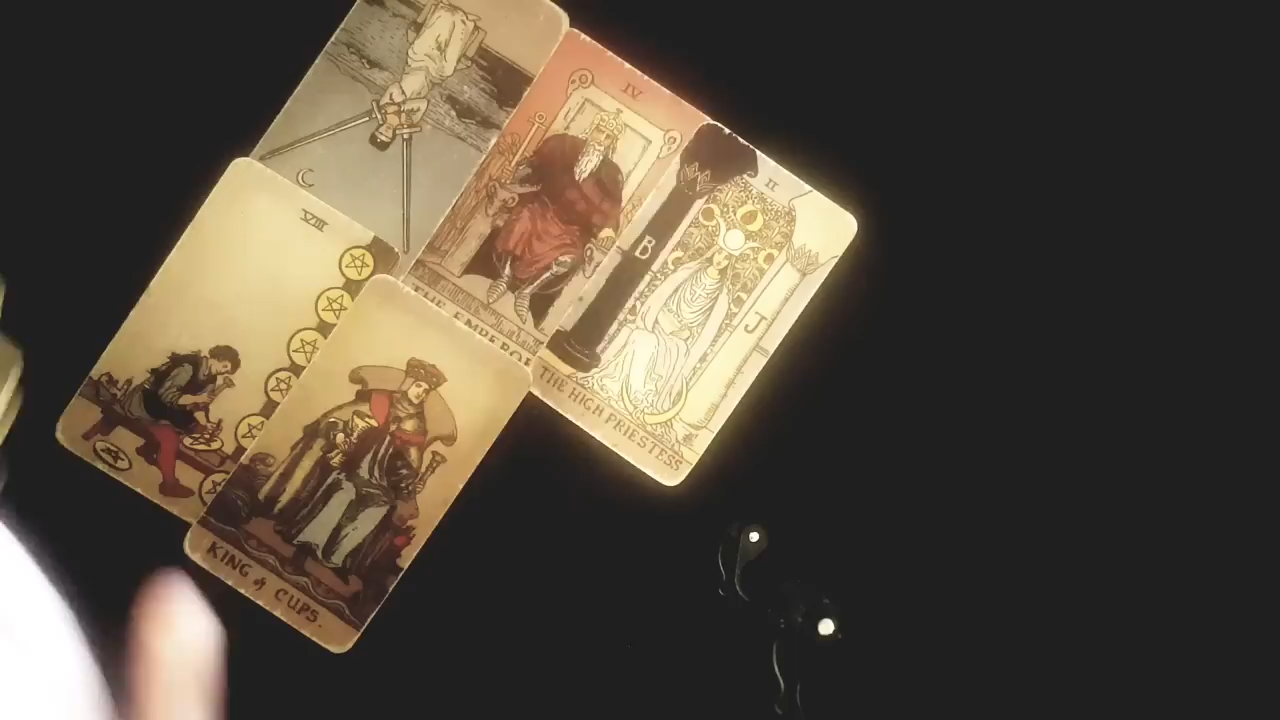 IV
THE EMPEROR
II
B
J
THE HIGH PRIESTESS
VIII
KING of CUPS.